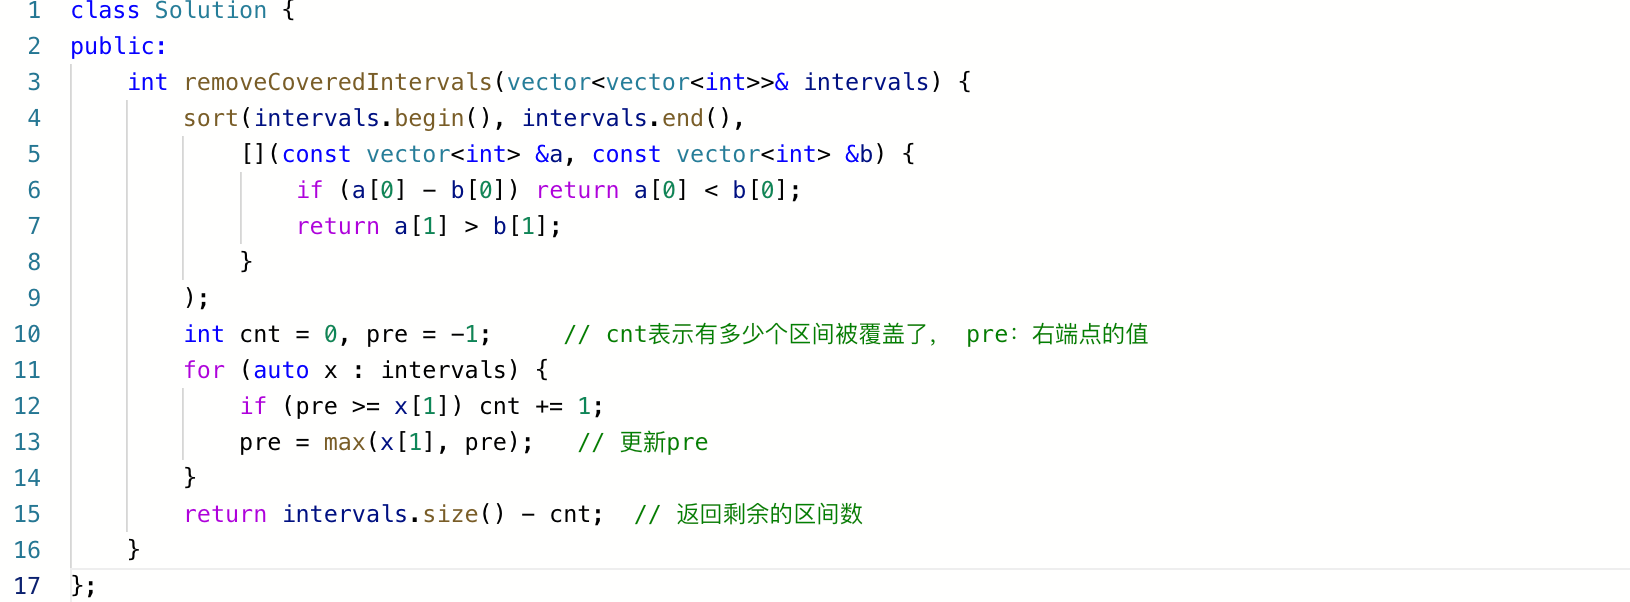 1 class Solution {
2 public:
3     int removeCoveredIntervals(vector<vector<int>>& intervals) {
4         sort(intervals.begin(), intervals.end(),
5             [](const vector<int> &a, const vector<int> &b) {
6                 if (a[0] - b[0]) return a[0] < b[0];
7                 return a[1] > b[1];
8             }
9         );
10         int cnt = 0, pre = -1;     // cnt表示有多少个区间被覆盖了， pre：右端点的值
11         for (auto x : intervals) {
12             if (pre >= x[1]) cnt += 1;
13             pre = max(x[1], pre);   // 更新pre
14         }
15         return intervals.size() - cnt;  // 返回剩余的区间数
16     }
17 };